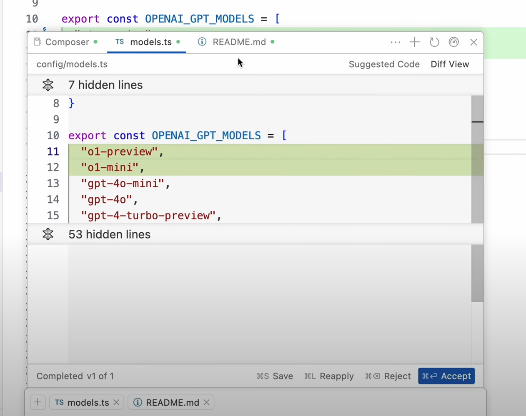 9
10 export const OPENAI_GPT_MODELS = [
Composer models.ts README.md
config/models.ts Suggested Code Diff View
7 hidden lines
8 }
9
10 export const OPENAI_GPT_MODELS = [
11 "o1-preview",
12 "o1-mini",
13 "gpt-4o-mini",
14 "gpt-4o",
15 "gpt-4-turbo-preview",
53 hidden lines
Completed v1 of 1 ⌘S Save ⌘L Reapply ⌘⌫ Reject ⌘⏎ Accept
+ TS models.ts × README.md ×